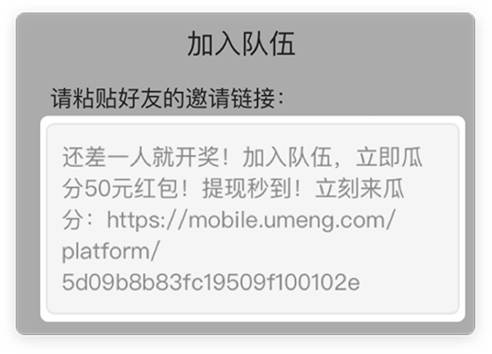 加入队伍
请粘贴好友的邀请链接：
还差一人就开奖！加入队伍，立即瓜
分50元红包！提现秒到！立刻来瓜
分：https://mobile.umeng.com/
platform/
5d09b8b83fc19509f100102e